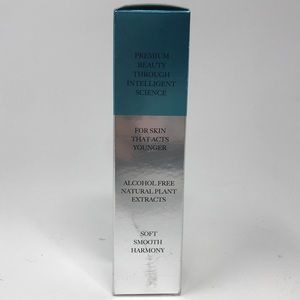 PREMIUM
BEAUTY
THROUGH
INTELLIGENT
SCIENCE
FOR SKIN
THAT ACTS
YOUNGER
ALCOHOL FREE
NATURAL PLANT
EXTRACTS
SOFT
SMOOTH
HARMONY